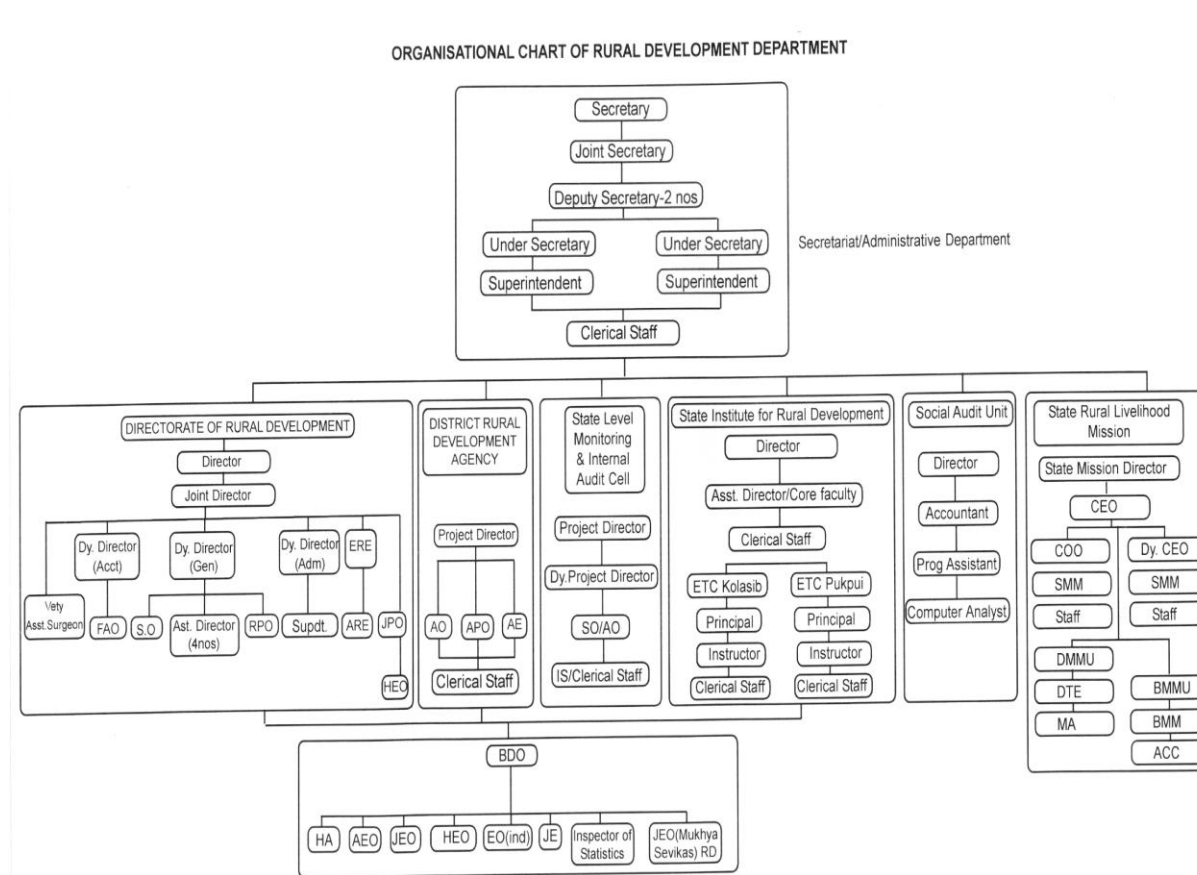 ORGANISATIONAL CHART OF RURAL DEVELOPMENT DEPARTMENT
Secretary
Joint Secretary
Deputy Secretary-2 nos
Under Secretary
Under Secretary
Secretariat/Administrative Department
Superintendent
Superintendent
Clerical Staff
DIRECTORATE OF RURAL DEVELOPMENT
Director
Joint Director
Dy. Director
(Acct)
Dy. Director
(Gen)
Dy. Director
(Adm)
ERE
Vety
Asst.Surgeon
FAO
S.O
Ast. Director
(4nos)
RPO
Supdt.
ARE
JPO
HEO
DISTRICT RURAL
DEVELOPMENT
AGENCY
Project Director
AO
APO
AE
Clerical Staff
State Level
Monitoring
& Internal
Audit Cell
Project Director
Dy.Project Director
SO/AO
IS/Clerical Staff
State Institute for Rural Development
Director
Asst. Director/Core faculty
Clerical Staff
ETC Kolasib
Principal
Instructor
Clerical Staff
ETC Pukpui
Principal
Instructor
Clerical Staff
Social Audit Unit
Director
Accountant
Prog Assistant
Computer Analyst
State Rural Livelihood
Mission
State Mission Director
CEO
COO
SMM
Staff
Dy. CEO
SMM
Staff
DMMU
DTE
MA
BMMU
BMM
ACC
BDO
HA
AEO
JEO
HEO
EO(ind)
JE
Inspector of
Statistics
JEO(Mukhya
Sevikas) RD